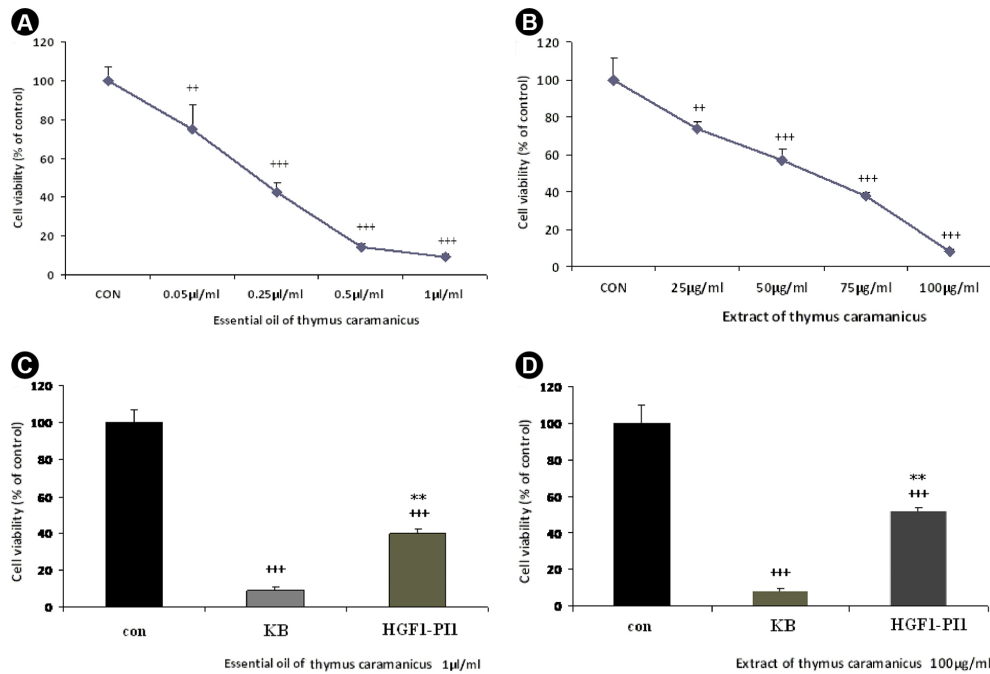 A
Cell viability (% of control)
120
100
80
60
40
20
0
++
+++
+++
+++
CON 0.05µl/ml 0.25µl/ml 0.5µl/ml 1µl/ml
Essential oil of thymus caramanicus
B
Cell viability (% of control)
120
100
80
60
40
20
0
++
+++
+++
+++
CON 25µg/ml 50µg/ml 75µg/ml 100µg/ml
Extract of thymus caramanicus
C
Cell viability (% of control)
120
100
80
60
40
20
0
+++
**
+++
con KB HGF1-PI1
Essential oil of thymus caramanicus 1µl/ml
D
Cell viability (% of control)
120
100
80
60
40
20
0
+++
**
+++
con KB HGF1-PI1
Extract of thymus caramanicus 100µg/ml